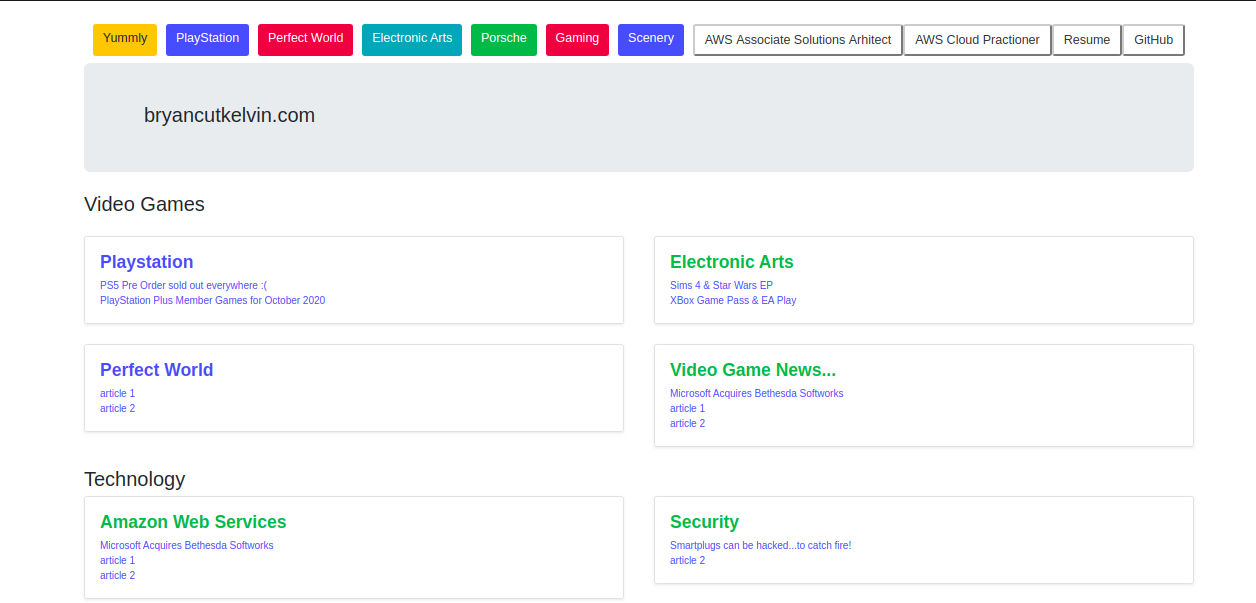 Yummly PlayStation Perfect World Electronic Arts Porsche Gaming Scenery AWS Associate Solutions Arhitect AWS Cloud Practioner Resume GitHub
bryancutkelvin.com
Video Games
Playstation
PS5 Pre Order sold out everywhere :(
PlayStation Plus Member Games for October 2020
Electronic Arts
Sims 4 & Star Wars EP
XBox Game Pass & EA Play
Perfect World
article 1
article 2
Video Game News...
Microsoft Acquires Bethesda Softworks
article 1
article 2
Technology
Amazon Web Services
Microsoft Acquires Bethesda Softworks
article 1
article 2
Security
Smartplugs can be hacked...to catch fire!
article 2